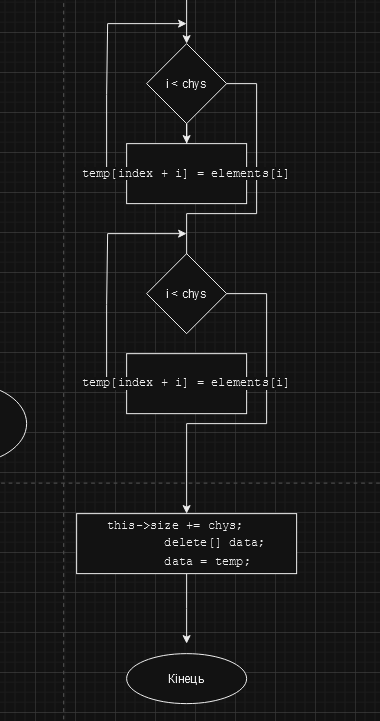 i < chys
temp[index + i] = elements[i]
i < chys
temp[index + i] = elements[i]
this->size += chys;
delete[] data;
data = temp;
Кінець